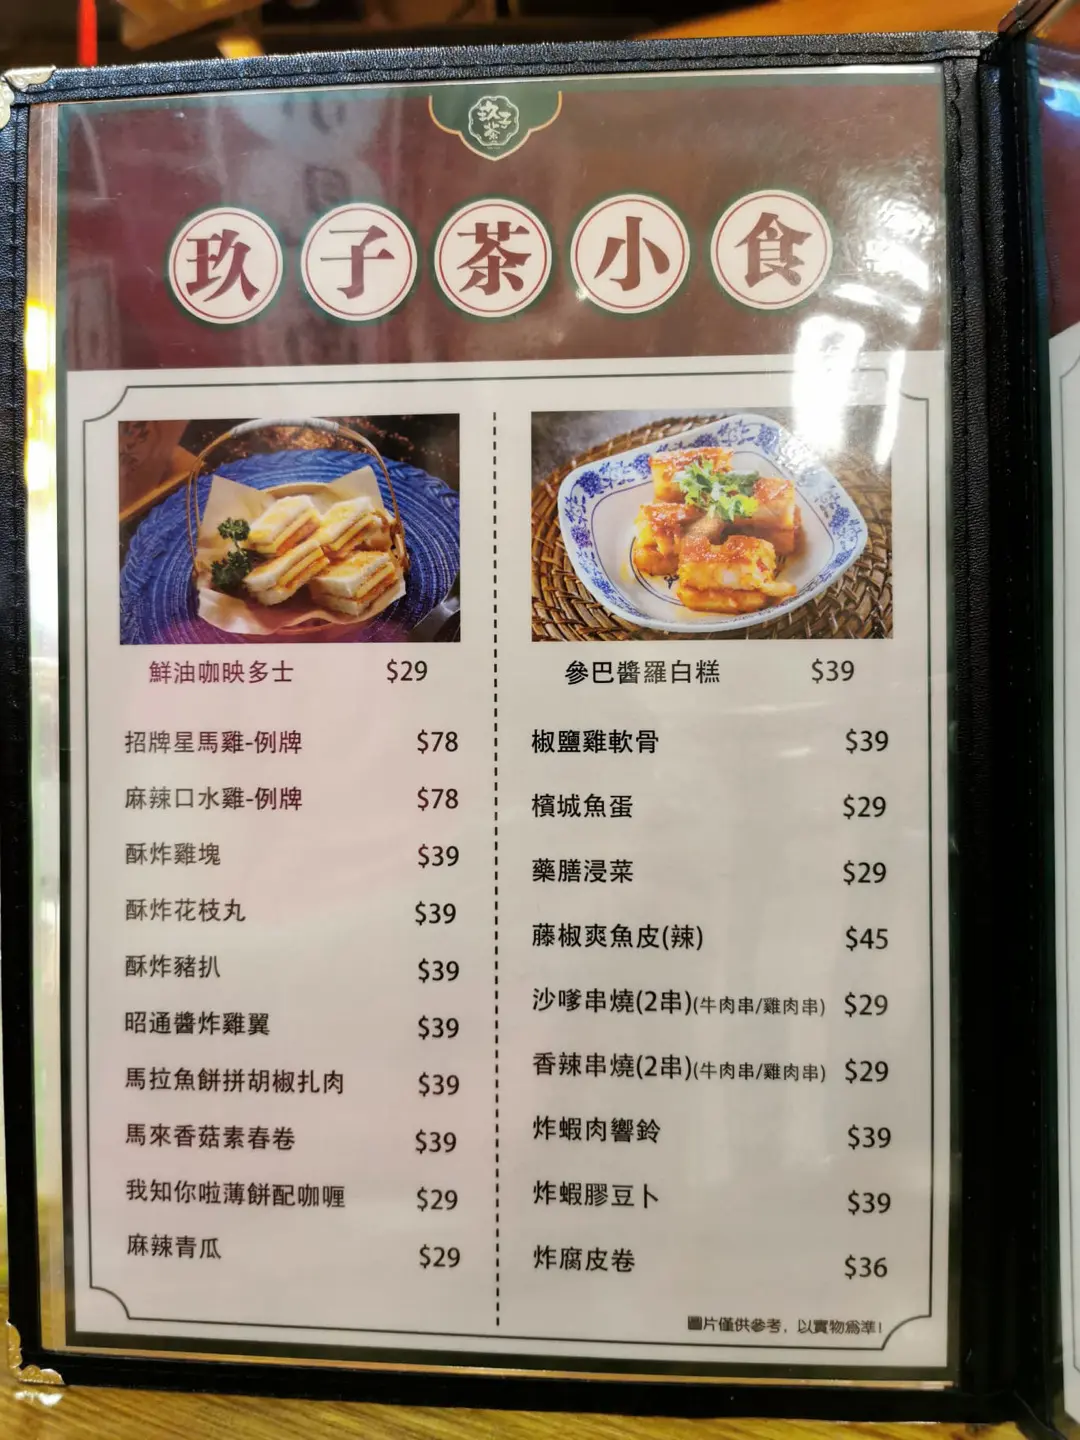 玖子茶
玖子茶小食
鮮油咖映多士 $29
招牌星馬雞-例牌 $78
麻辣口水雞-例牌 $78
酥炸雞塊 $39
酥炸花枝丸 $39
酥炸豬扒 $39
昭通醬炸雞翼 $39
馬拉魚餅拼胡椒扎肉 $39
馬來香菇素春卷 $39
我知你啦薄餅配咖喱 $29
麻辣青瓜 $29
參巴醬羅白糕 $39
椒鹽雞軟骨 $39
檳城魚蛋 $29
藥膳浸菜 $29
藤椒爽魚皮(辣) $45
沙嗲串燒(2串)(牛肉串/雞肉串) $29
香辣串燒(2串)(牛肉串/雞肉串) $29
炸蝦肉響鈴 $39
炸蝦膠豆卜 $39
炸腐皮卷 $36
圖片僅供參考，以實物為準!